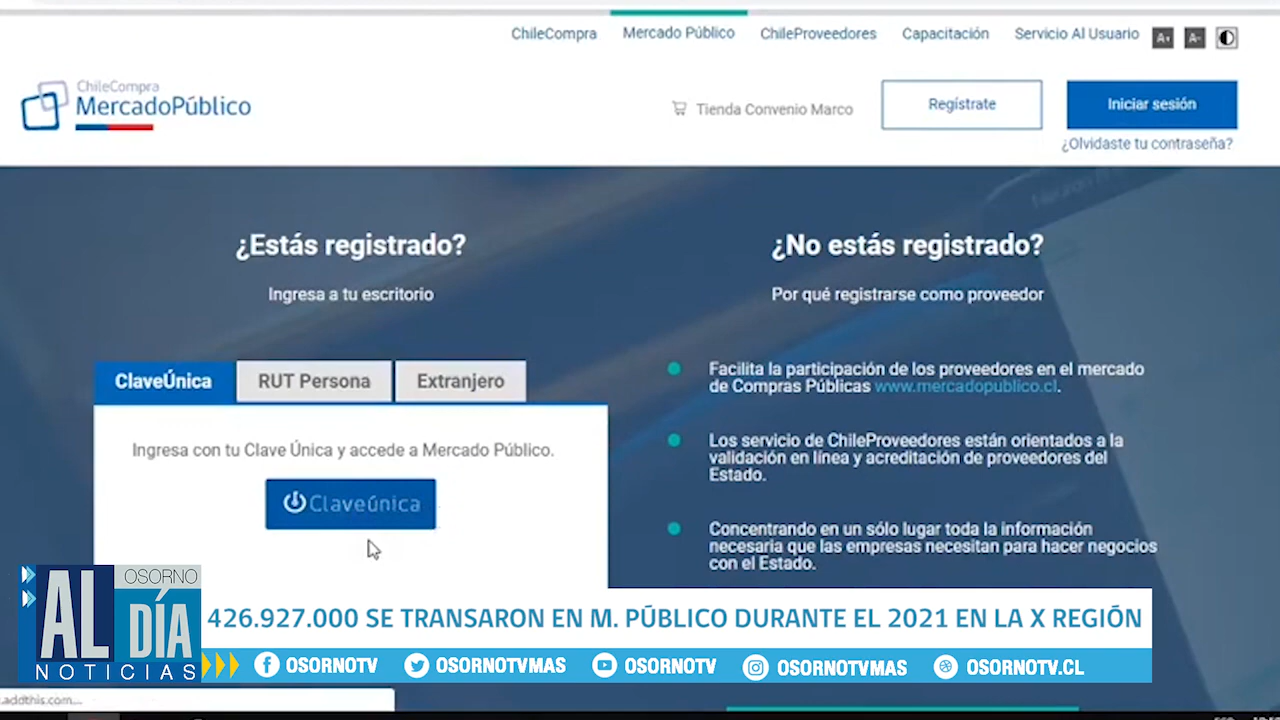 ChileCompra Mercado Público ChileProveedores Capacitación Servicio Al Usuario A+ A-
ChileCompra
MercadoPúblico
Tienda Convenio Marco Regístrate Iniciar sesión
¿Olvidaste tu contraseña?
¿Estás registrado?
Ingresa a tu escritorio
ClaveÚnica RUT Persona Extranjero
Ingresa con tu Clave Única y accede a Mercado Público.
Claveúnica
¿No estás registrado?
Por qué registrarse como proveedor
Facilita la participación de los proveedores en el mercado
de Compras Públicas www.mercadopublico.cl.
Los servicio de ChileProveedores están orientados a la
validación en línea y acreditación de proveedores del
Estado.
Concentrando en un sólo lugar toda la información
necesaria que las empresas necesitan para hacer negocios
con el Estado.
OSORNO
AL DÍA
NOTICIAS
426.927.000 SE TRANSARON EN M. PÚBLICO DURANTE EL 2021 EN LA X REGIÓN
OSORNOTV OSORNOTVMAS OSORNOTV OSORNOTVMAS OSORNOTV.CL
.addthis.com...